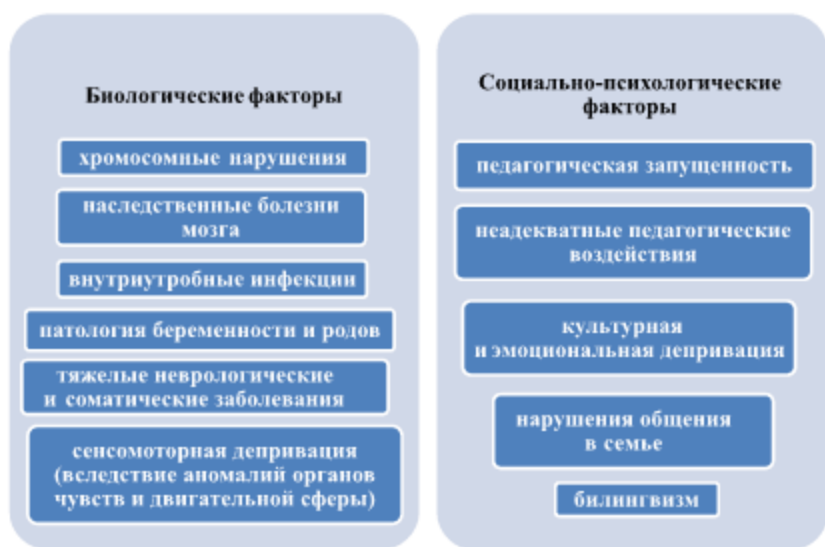 Биологические факторы
хромосомные нарушения
наследственные болезни
мозга
внутриутробные инфекции
патология беременности и родов
тяжелые неврологические
и соматические заболевания
сенсомоторная депривация
(вследствие аномалий органов
чувств и двигательной сферы)
Социально-психологические
факторы
педагогическая запущенность
неадекватные педагогические
воздействия
культурная
и эмоциональная депривация
нарушения общения
в семье
билингвизм